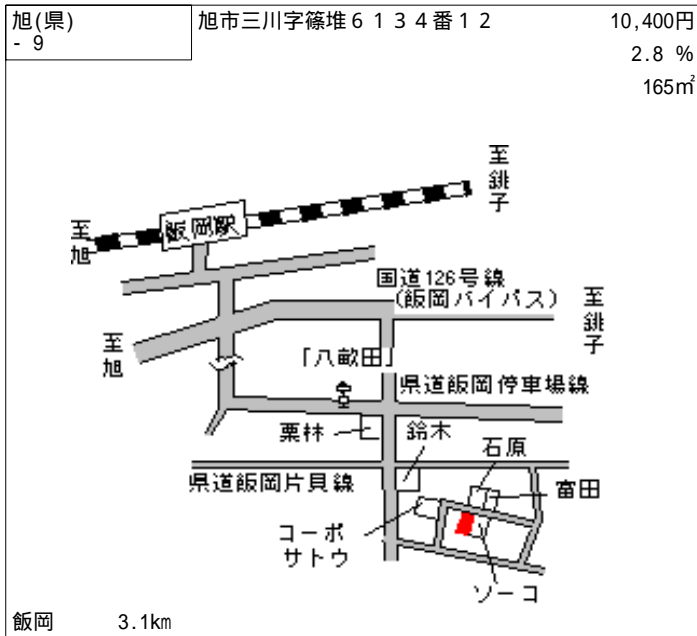 旭(県)
- 9
旭市三川字篠堆６１３４番１２
10,400円
2.8 %
165㎡
至銚子
至旭
飯岡駅
国道126号線
(飯岡バイパス)
至銚子
至旭
「八畝田」
県道飯岡停車場線
栗林
鈴木
石原
県道飯岡片貝線
富田
コーポ
サトウ
ソーコ
飯岡
3.1km